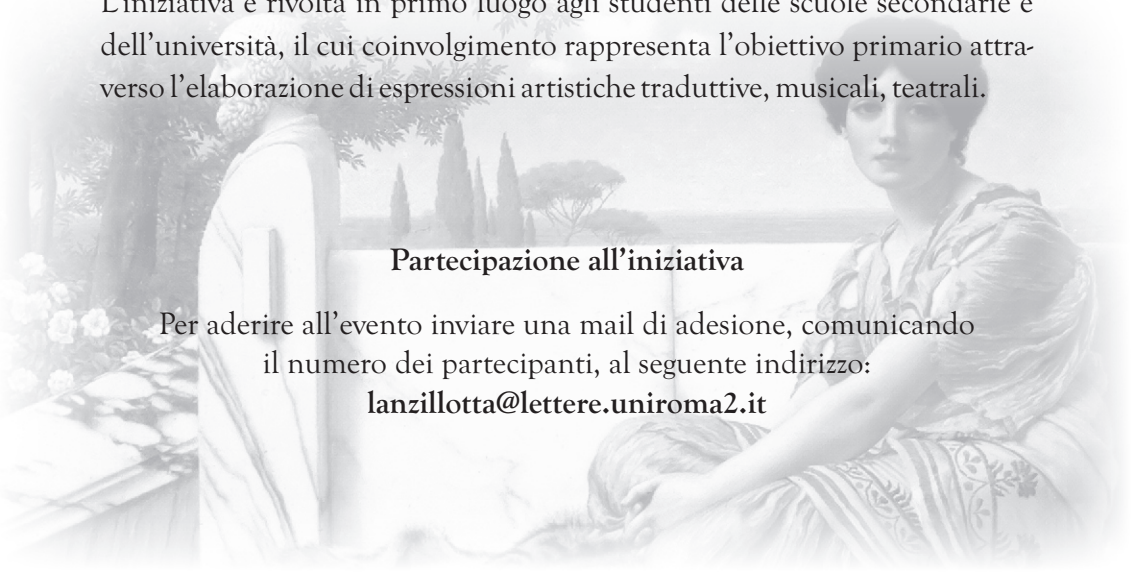 L'iniziativa è rivolta in primo luogo agli studenti delle scuole secondarie e
dell'università, il cui coinvolgimento rappresenta l'obiettivo primario attra-
verso l'elaborazione di espressioni artistiche traduttive, musicali, teatrali.
Partecipazione all'iniziativa
Per aderire all'evento inviare una mail di adesione, comunicando
il numero dei partecipanti, al seguente indirizzo:
lanzillotta@lettere.uniroma2.it